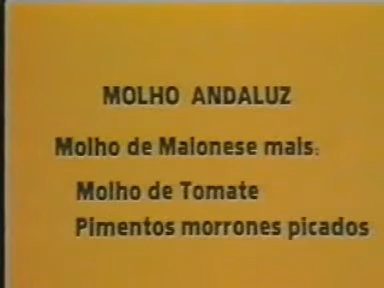 MOLHO ANDALUZ
Molho de Maionese mais:
Molho de Tomate
Pimentos morrones picados